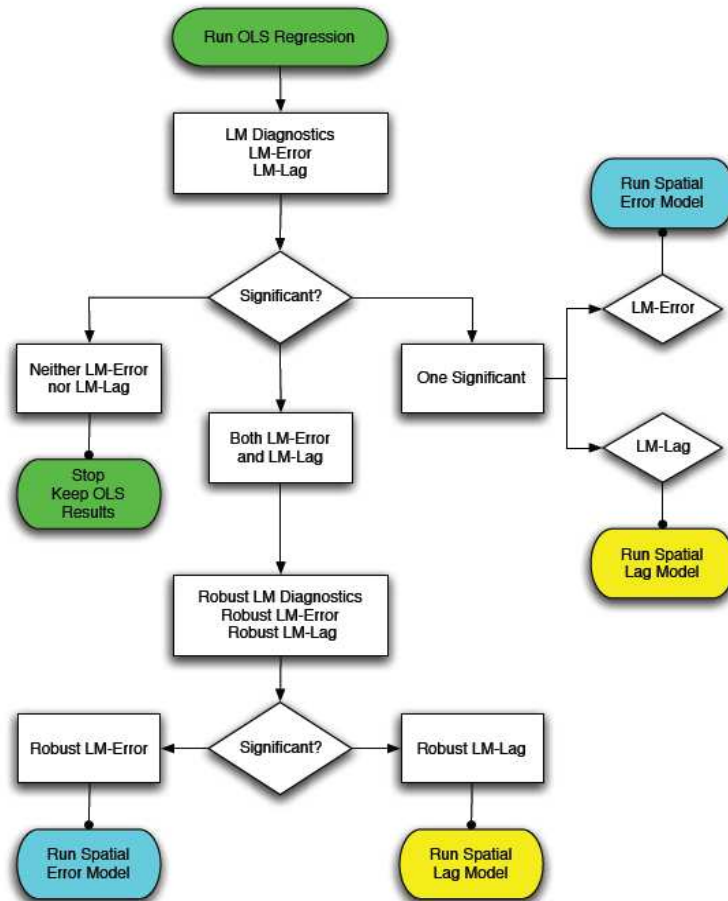 Run OLS Regression
LM Diagnostics
LM-Error
LM-Lag
Run Spatial
Error Model
Significant?
LM-Error
Neither LM-Error
nor LM-Lag
One Significant
Both LM-Error
and LM-Lag
LM-Lag
Stop
Keep OLS
Results
Run Spatial
Lag Model
Robust LM Diagnostics
Robust LM-Error
Robust LM-Lag
Robust LM-Error
Significant?
Robust LM-Lag
Run Spatial
Error Model
Run Spatial
Lag Model